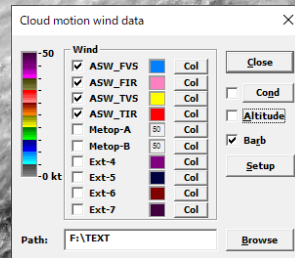 Cloud motion wind data
Wind
-50
-0 kt
ASW_FVS Col
ASW_FIR Col
ASW_TVS Col
ASW_TIR Col
Metop-A 50 Col
Metop-B 50 Col
Ext-4 Col
Ext-5 Col
Ext-6 Col
Ext-7 Col
Close
Cond
Altitude
Barb
Setup
Path: F:\TEXT Browse